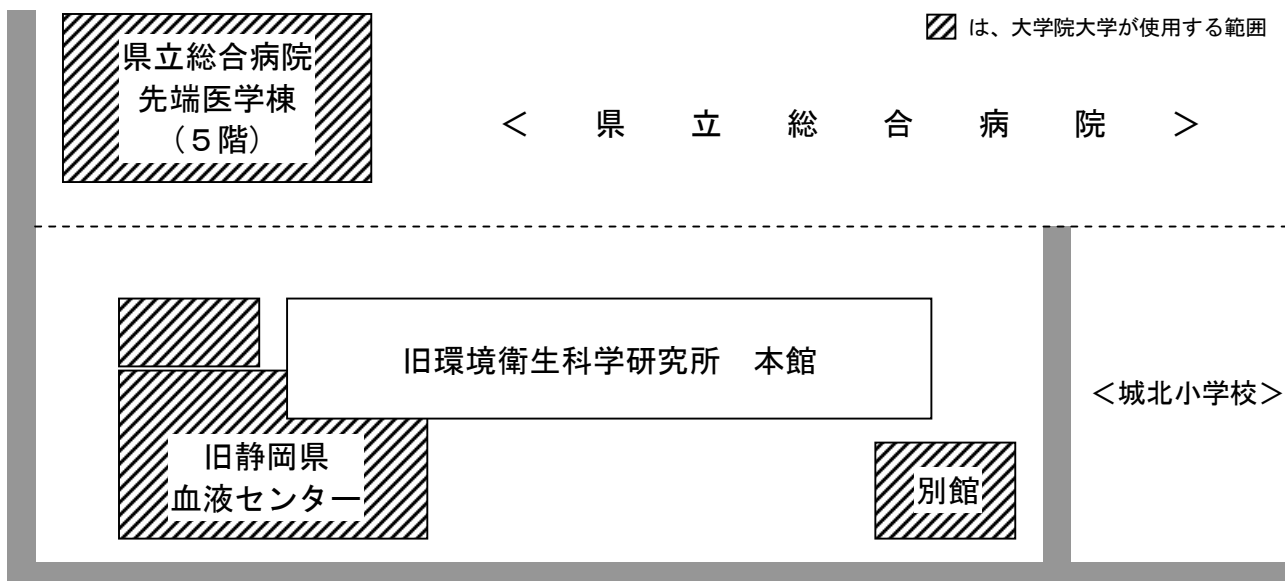 は、大学院大学が使用する範囲
県立総合病院
先端医学棟
（５階）
＜　県　立　総　合　病　院　＞
旧環境衛生科学研究所　本館
＜城北小学校＞
旧静岡県
血液センター
別館